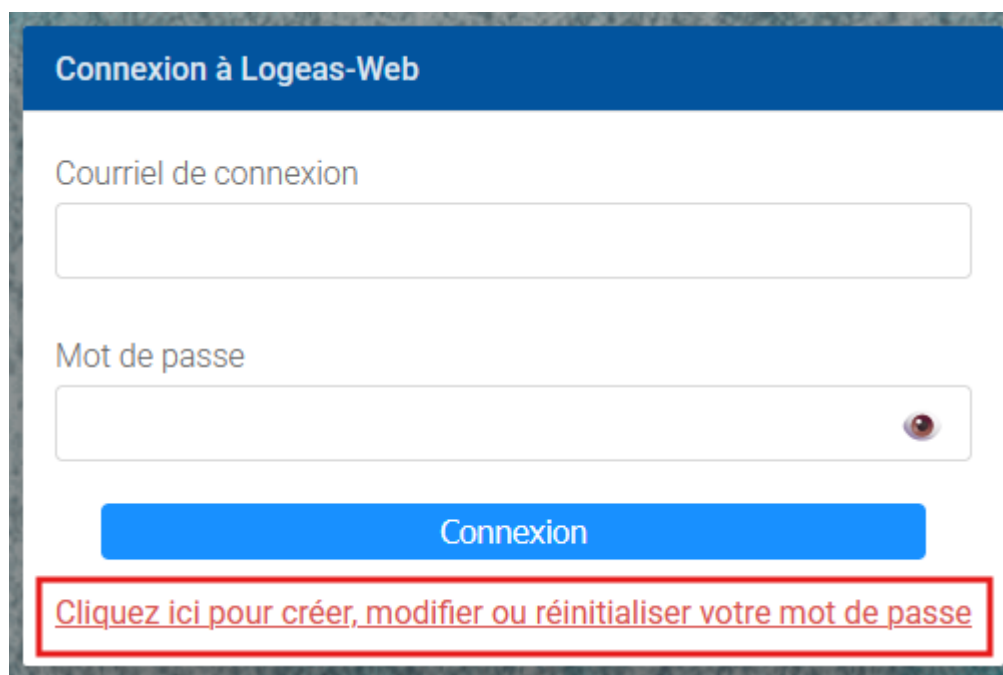 Connexion à Logeas-Web
Courriel de connexion
Mot de passe
Connexion
Cliquez ici pour créer, modifier ou réinitialiser votre mot de passe